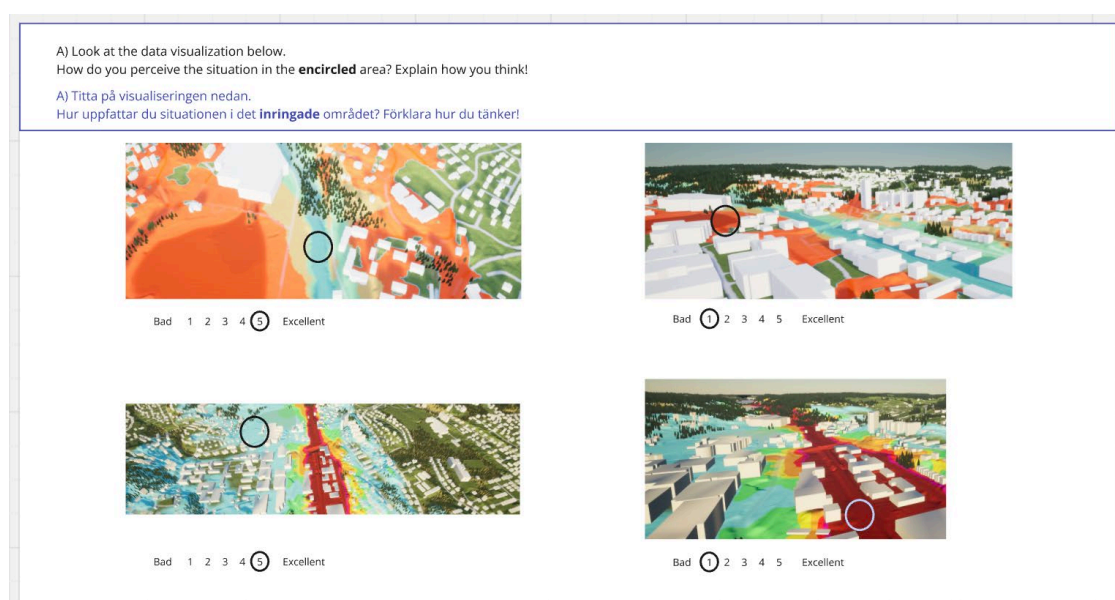 A) Look at the data visualization below.
How do you perceive the situation in the encircled area? Explain how you think!
A) Titta på visualiseringen nedan.
Hur uppfattar du situationen i det inringade området? Förklara hur du tänker!
Bad 1 2 3 4 5 Excellent
Bad 1 2 3 4 5 Excellent
Bad 1 2 3 4 5 Excellent
Bad 1 2 3 4 5 Excellent